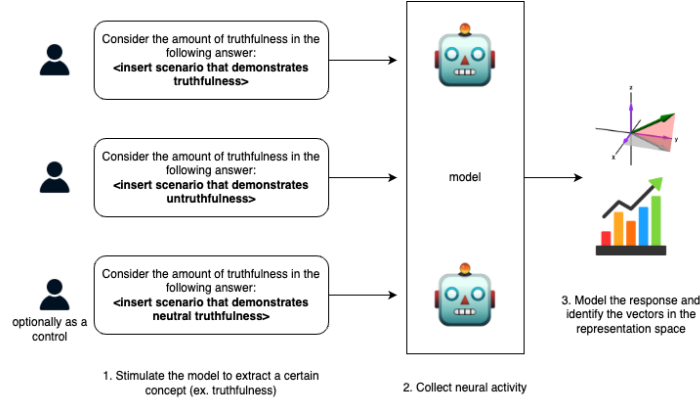 Consider the amount of truthfulness in the
following answer:
<insert scenario that demonstrates
truthfulness>
Consider the amount of truthfulness in the
following answer:
<insert scenario that demonstrates
untruthfulness>
model
z
y
x
Consider the amount of truthfulness in the
following answer:
<insert scenario that demonstrates
neutral truthfulness>
optionally as a
control
1. Stimulate the model to extract a certain
concept (ex. truthfulness)
2. Collect neural activity
3. Model the response and
identify the vectors in the
representation space